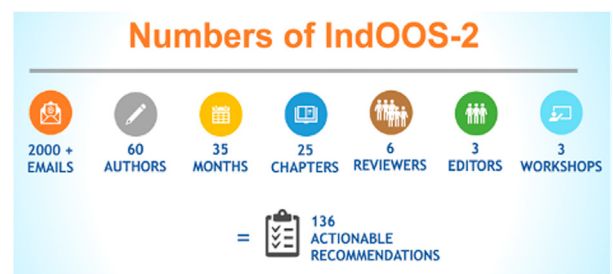 Numbers of IndOOS-2
2000 +
EMAILS
60
AUTHORS
35
MONTHS
25
CHAPTERS
6
REVIEWERS
3
EDITORS
3
WORKSHOPS
=
136
ACTIONABLE
RECOMMENDATIONS